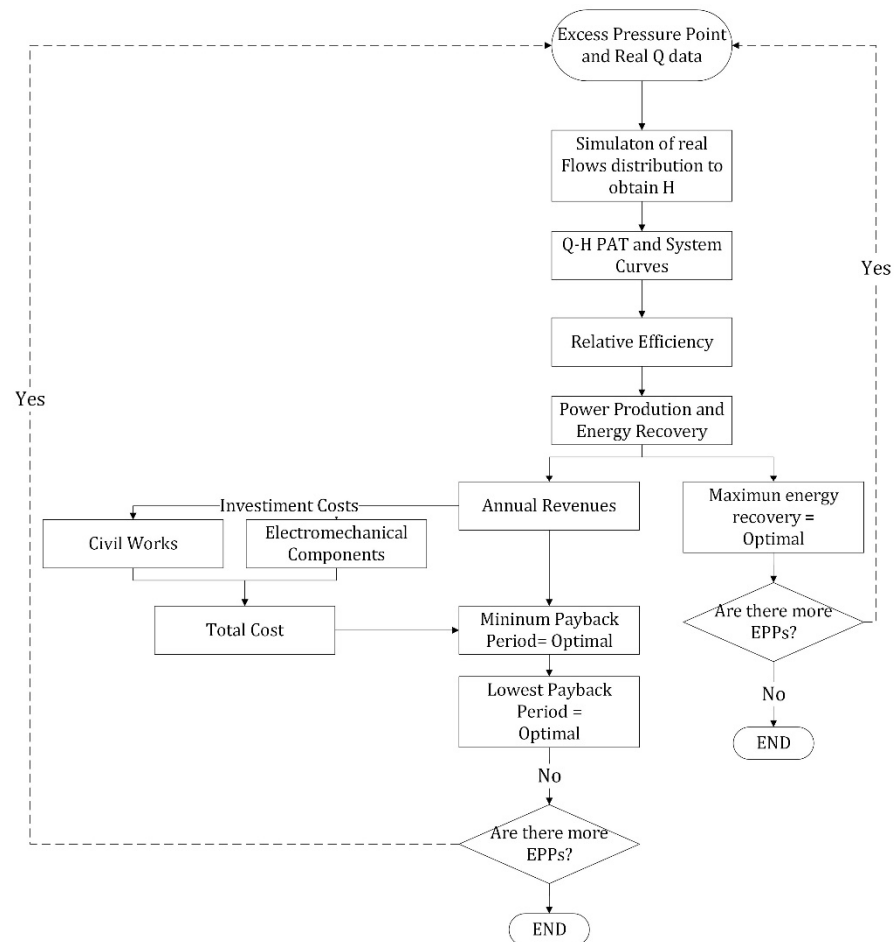 Excess Pressure Point
and Real Q data
Simulaton of real
Flows distribution to
obtain H
Q-H PAT and System
Curves
Yes
Relative Efficiency
Yes
Power Prodution and
Energy Recovery
Investiment Costs
Annual Revenues
Maximun energy
recovery =
Optimal
Civil Works
Electromechanical
Components
Total Cost
Mininum Payback
Period= Optimal
Are there more
EPPs?
Lowest Payback
Period =
Optimal
No
END
No
Are there more
EPPs?
END